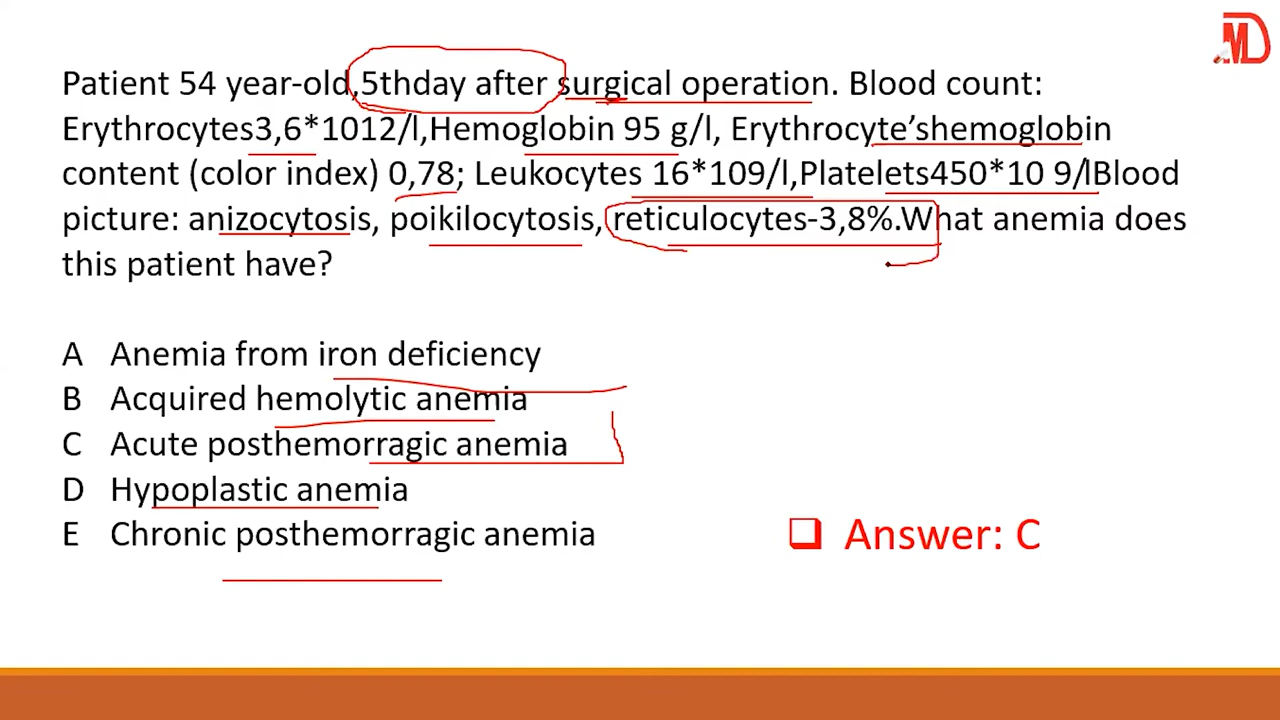 MD
Patient 54 year-old,5thday after surgical operation. Blood count:
Erythrocytes3,6*1012/l,Hemoglobin 95 g/l, Erythrocyte'shemoglobin
content (color index) 0,78; Leukocytes 16*109/l,Platelets450*10 9/lBlood
picture: anizocytosis, poikilocytosis, reticulocytes-3,8%.What anemia does
this patient have?
A Anemia from iron deficiency
B Acquired hemolytic anemia
C Acute posthemorragic anemia
D Hypoplastic anemia
E Chronic posthemorragic anemia
❑ Answer: C